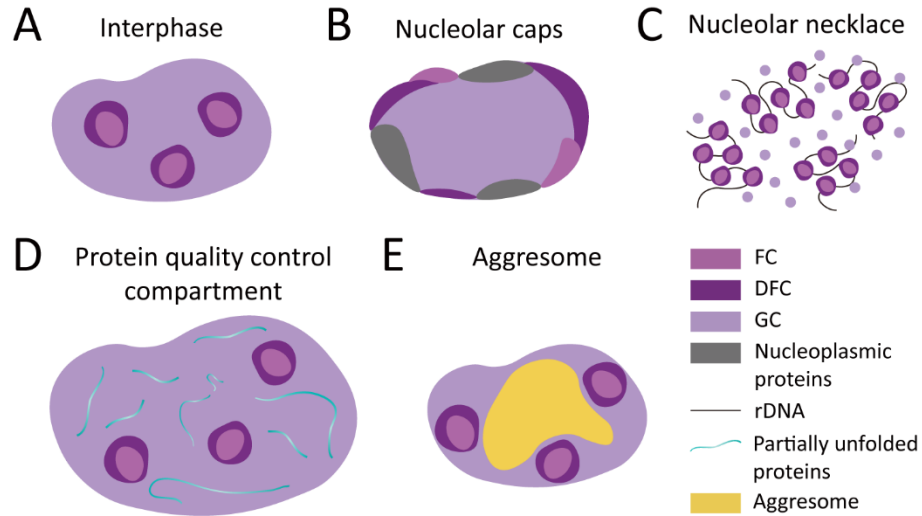 A
Interphase
B
Nucleolar caps
C
Nucleolar necklace
D
Protein quality control
compartment
E
Aggresome
FC
DFC
GC
Nucleoplasmic
proteins
rDNA
Partially unfolded
proteins
Aggresome